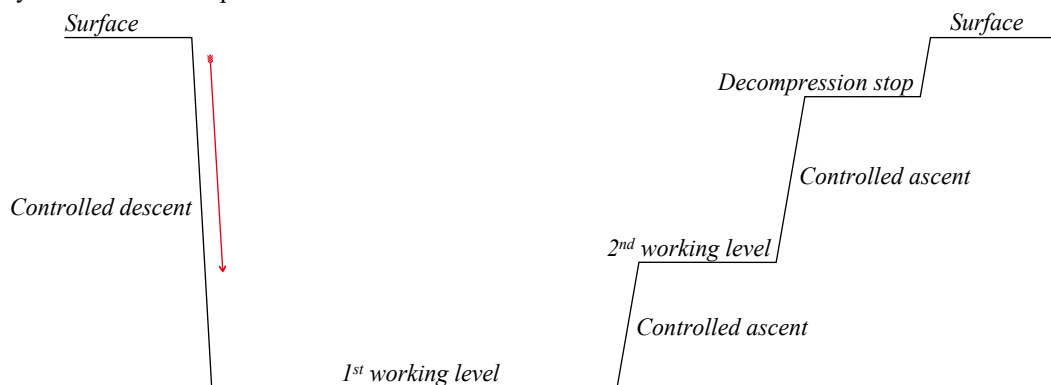 Surface
Surface
Decompression stop
Controlled ascent
Controlled descent
2nd working level
Controlled ascent
1st working level